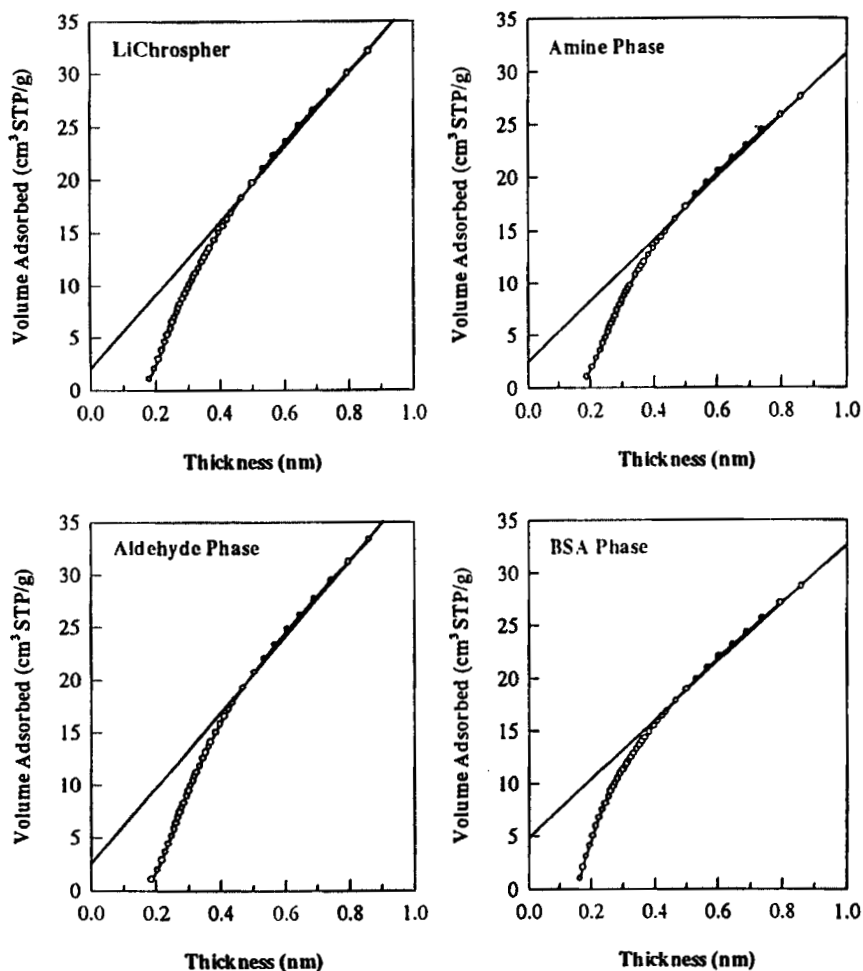 LiChrospher
Volume Adsorbed (cm³ STP/g)
35
30
25
20
15
10
5
0
0.0 0.2 0.4 0.6 0.8 1.0
Thickness (nm)
Amine Phase
Volume Adsorbed (cm³ STP/g)
35
30
25
20
15
10
5
0
0.0 0.2 0.4 0.6 0.8 1.0
Thickness (nm)
Aldehyde Phase
Volume Adsorbed (cm³ STP/g)
35
30
25
20
15
10
5
0
0.0 0.2 0.4 0.6 0.8 1.0
Thickness (nm)
BSA Phase
Volume Adsorbed (cm³ STP/g)
35
30
25
20
15
10
5
0
0.0 0.2 0.4 0.6 0.8 1.0
Thickness (nm)